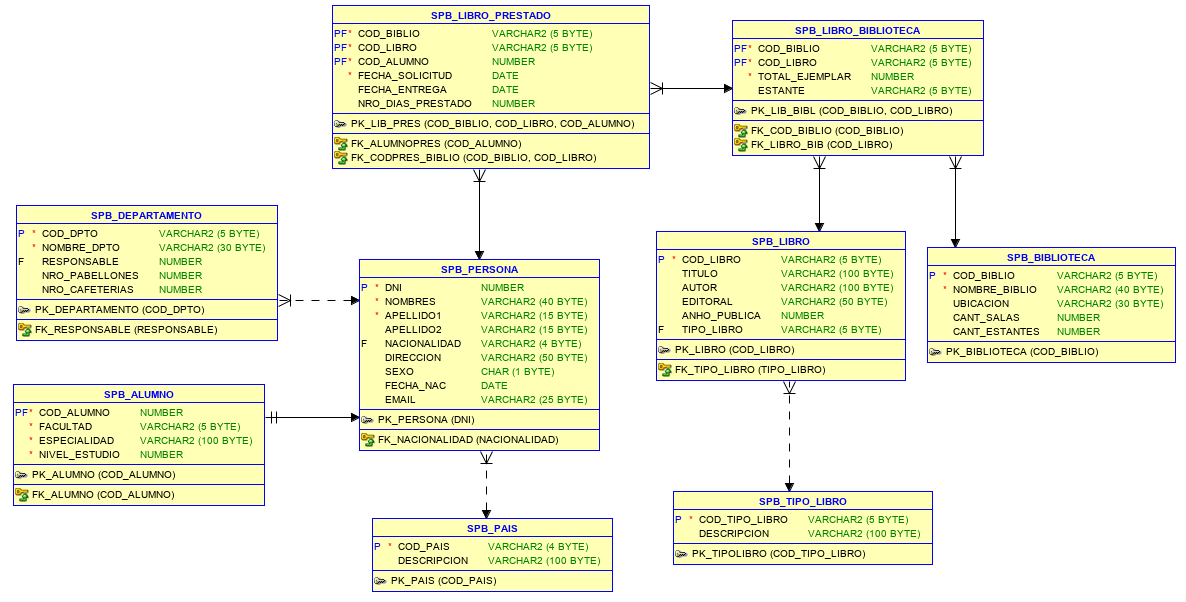 SPB_LIBRO_PRESTADO
PF* COD_BIBLIO VARCHAR2 (5 BYTE)
PF* COD_LIBRO VARCHAR2 (5 BYTE)
PF* COD_ALUMNO NUMBER
* FECHA_SOLICITUD DATE
FECHA_ENTREGA DATE
NRO_DIAS_PRESTADO NUMBER
PK_LIB_PRES (COD_BIBLIO, COD_LIBRO, COD_ALUMNO)
FK_ALUMNOPRES (COD_ALUMNO)
FK_CODPRES_BIBLIO (COD_BIBLIO, COD_LIBRO)
SPB_LIBRO_BIBLIOTECA
PF* COD_BIBLIO VARCHAR2 (5 BYTE)
PF* COD_LIBRO VARCHAR2 (5 BYTE)
* TOTAL_EJEMPLAR NUMBER
ESTANTE VARCHAR2 (5 BYTE)
PK_LIB_BIBL (COD_BIBLIO, COD_LIBRO)
FK_COD_BIBLIO (COD_BIBLIO)
FK_LIBRO_BIB (COD_LIBRO)
SPB_DEPARTAMENTO
P * COD_DPTO VARCHAR2 (5 BYTE)
* NOMBRE_DPTO VARCHAR2 (30 BYTE)
F RESPONSABLE NUMBER
NRO_PABELLONES NUMBER
NRO_CAFETERIAS NUMBER
PK_DEPARTAMENTO (COD_DPTO)
FK_RESPONSABLE (RESPONSABLE)
SPB_PERSONA
P * DNI NUMBER
* NOMBRES VARCHAR2 (40 BYTE)
* APELLIDO1 VARCHAR2 (15 BYTE)
APELLIDO2 VARCHAR2 (15 BYTE)
F NACIONALIDAD VARCHAR2 (4 BYTE)
DIRECCION VARCHAR2 (50 BYTE)
SEXO CHAR (1 BYTE)
FECHA_NAC DATE
EMAIL VARCHAR2 (25 BYTE)
PK_PERSONA (DNI)
FK_NACIONALIDAD (NACIONALIDAD)
SPB_LIBRO
P * COD_LIBRO VARCHAR2 (5 BYTE)
TITULO VARCHAR2 (100 BYTE)
AUTOR VARCHAR2 (100 BYTE)
EDITORAL VARCHAR2 (50 BYTE)
ANHO_PUBLICA NUMBER
F TIPO_LIBRO VARCHAR2 (5 BYTE)
PK_LIBRO (COD_LIBRO)
FK_TIPO_LIBRO (TIPO_LIBRO)
SPB_BIBLIOTECA
P * COD_BIBLIO VARCHAR2 (5 BYTE)
* NOMBRE_BIBLIO VARCHAR2 (40 BYTE)
UBICACION VARCHAR2 (30 BYTE)
CANT_SALAS NUMBER
CANT_ESTANTES NUMBER
PK_BIBLIOTECA (COD_BIBLIO)
SPB_ALUMNO
PF* COD_ALUMNO NUMBER
* FACULTAD VARCHAR2 (5 BYTE)
* ESPECIALIDAD VARCHAR2 (100 BYTE)
* NIVEL_ESTUDIO NUMBER
PK_ALUMNO (COD_ALUMNO)
FK_ALUMNO (COD_ALUMNO)
SPB_PAIS
P * COD_PAIS VARCHAR2 (4 BYTE)
DESCRIPCION VARCHAR2 (100 BYTE)
PK_PAIS (COD_PAIS)
SPB_TIPO_LIBRO
P * COD_TIPO_LIBRO VARCHAR2 (5 BYTE)
DESCRIPCION VARCHAR2 (100 BYTE)
PK_TIPOLIBRO (COD_TIPO_LIBRO)